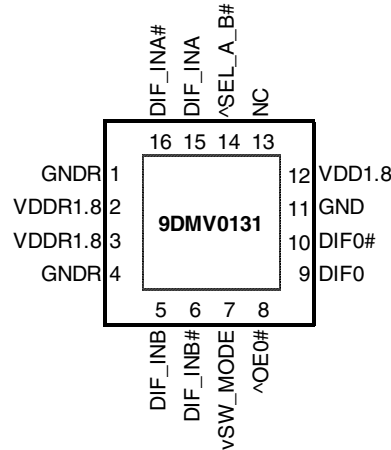 DIF_INA#
DIF_INA
^SEL_A_B#
NC
16 15 14 13
GNDR 1
12 VDD1.8
VDDR1.8 2
11 GND
9DMV0131
VDDR1.8 3
10 DIF0#
GNDR 4
9 DIF0
5 6 7 8
DIF_INB
DIF_INB#
vSW_MODE
^OE0#